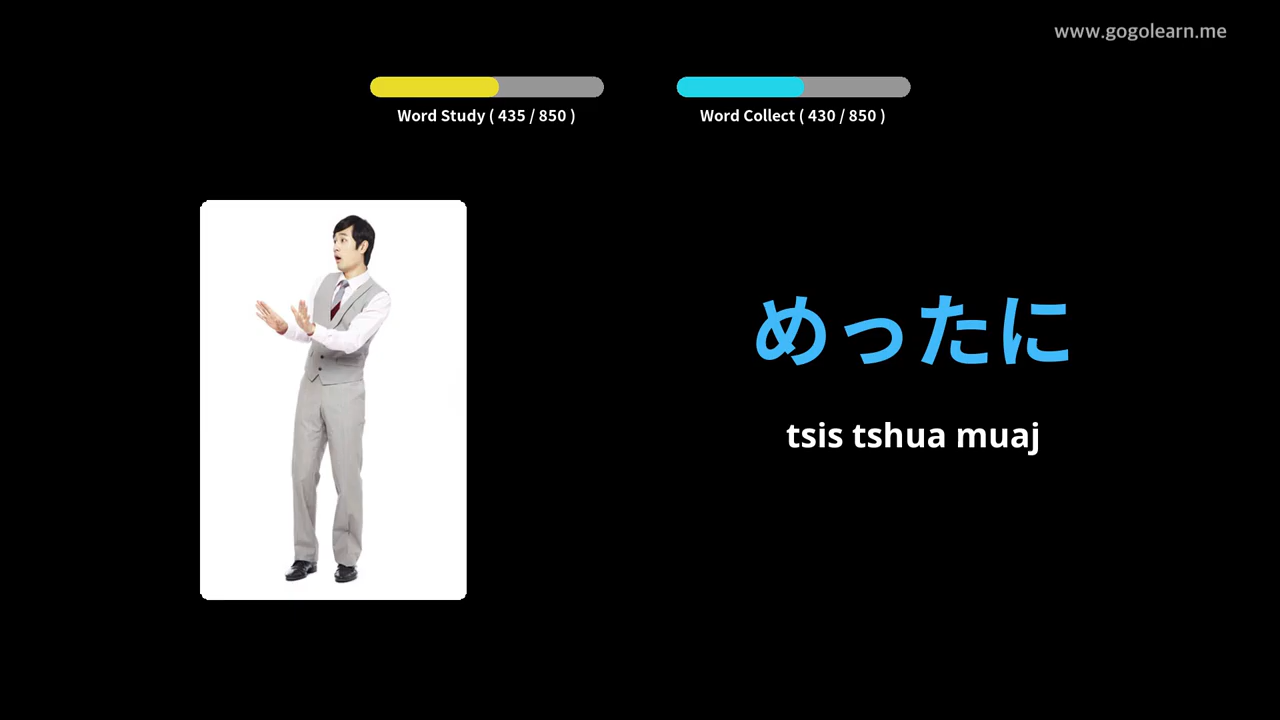 www.gogolearn.me
Word Study ( 435 / 850 )
Word Collect ( 430 / 850 )
めったに
tsis tshua muaj